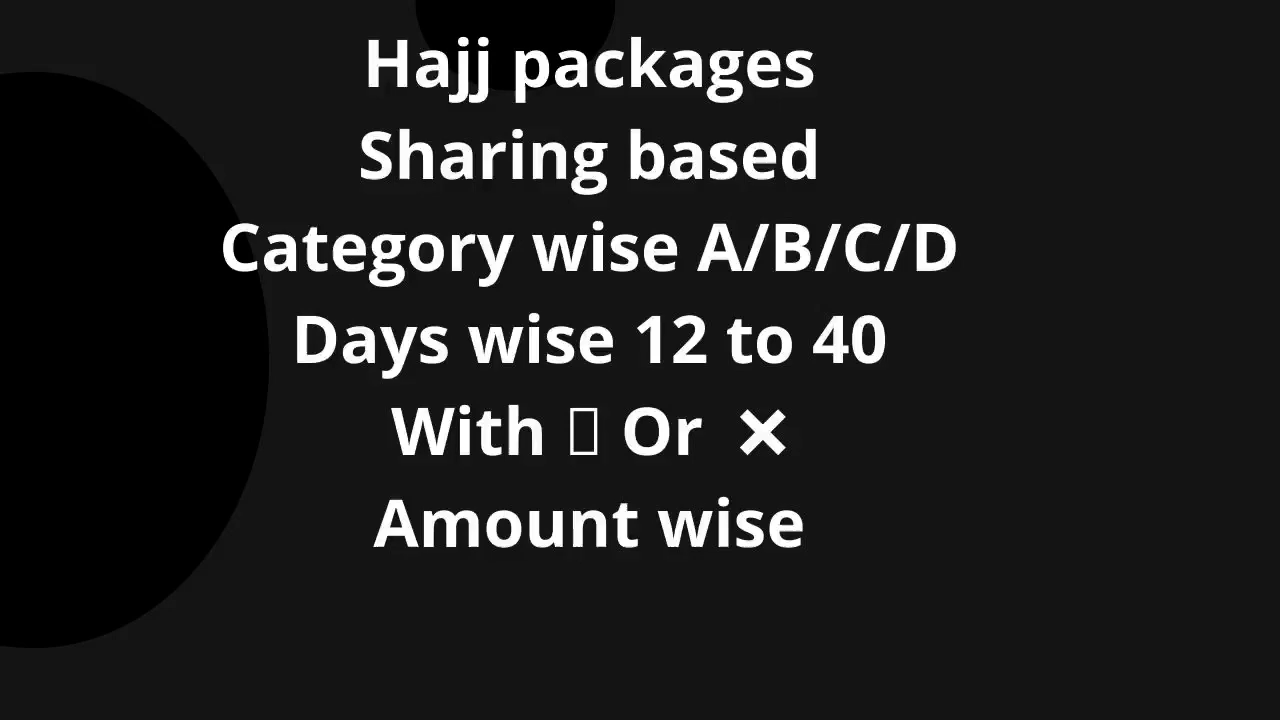 Hajj packages
Sharing based
Category wise A/B/C/D
Days wise 12 to 40
With Or ❌
Amount wise